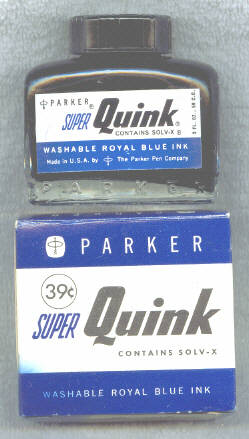 PARKER®
SUPER Quink®
CONTAINS SOLV-X
WASHABLE ROYAL BLUE INK
Made in U.S.A. by The Parker Pen Company
PARKER
PARKER
39¢
SUPER Quink
CONTAINS SOLV-X
WASHABLE ROYAL BLUE INK